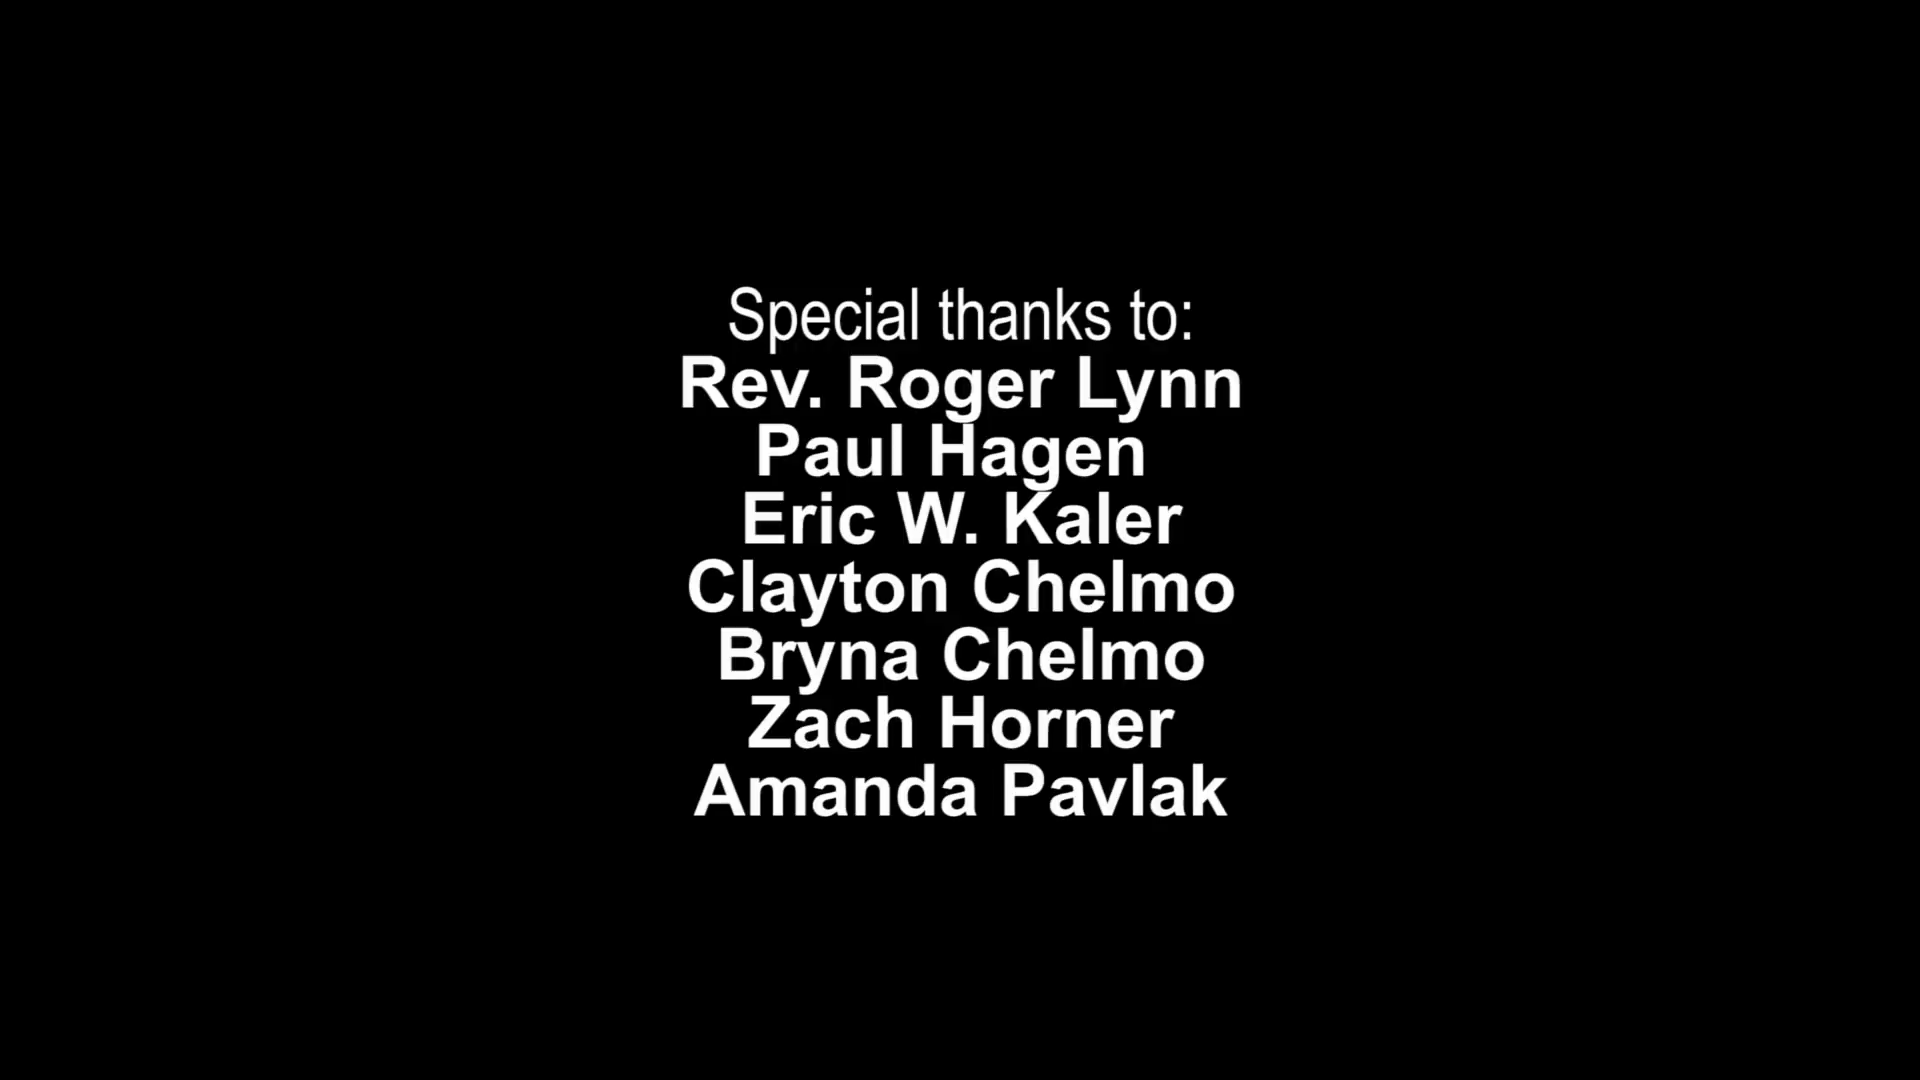 Special thanks to:
Rev. Roger Lynn
Paul Hagen
Eric W. Kaler
Clayton Chelmo
Bryna Chelmo
Zach Horner
Amanda Pavlak